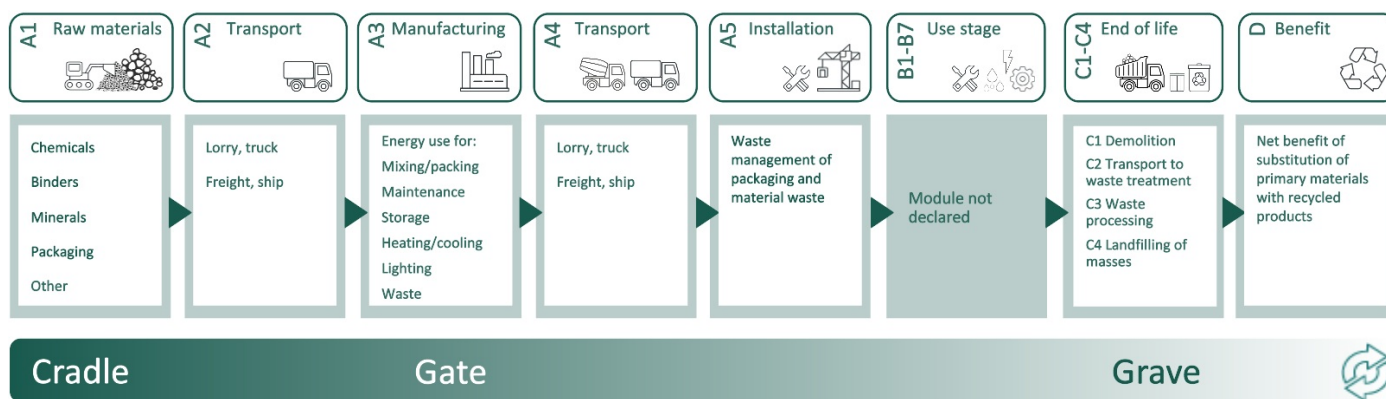 A1 Raw materials
A2 Transport
A3 Manufacturing
A4 Transport
A5 Installation
B1-B7 Use stage
C1-C4 End of life
D Benefit
Chemicals
Binders
Minerals
Packaging
Other
Lorry, truck
Freight, ship
Energy use for:
Mixing/packing
Maintenance
Storage
Heating/cooling
Lighting
Waste
Lorry, truck
Freight, ship
Waste
management of
packaging and
material waste
Module not
declared
C1 Demolition
C2 Transport to
waste treatment
C3 Waste
processing
C4 Landfilling of
masses
Net benefit of
substitution of
primary materials
with recycled
products
Cradle
Gate
Grave